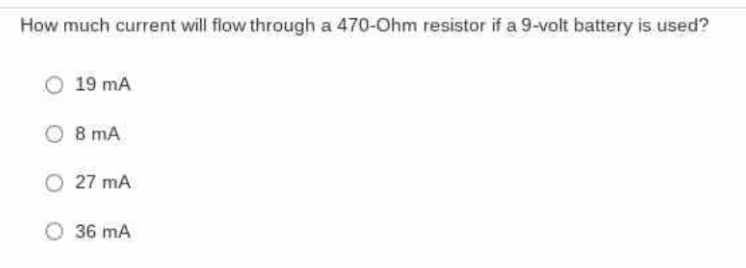 How much current will flow through a 470-Ohm resistor if a 9-volt battery is used?
19 mA
8 mA
27 mA
36 mA